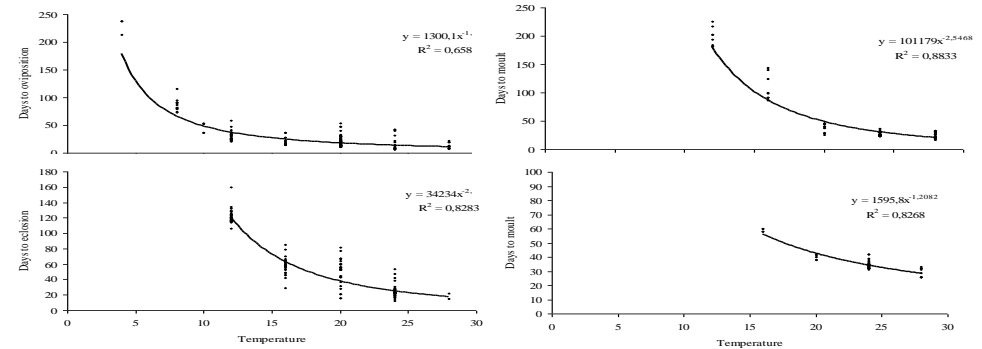 250
200
150
100
50
0
Days to oviposition
y = 1300,1x-1,
R2 = 0,658
250
200
150
100
50
0
Days to moult
y = 101179x-2,5468
R2 = 0,8833
180
160
140
120
100
80
60
40
20
0
Days to eclosion
y = 34234x-2,
R2 = 0,8283
0 5 10 15 20 25 30
Temperature
100
90
80
70
60
50
40
30
20
10
0
Days to moult
y = 1595,8x-1,2082
R2 = 0,8268
0 5 10 15 20 25 30
Temperature